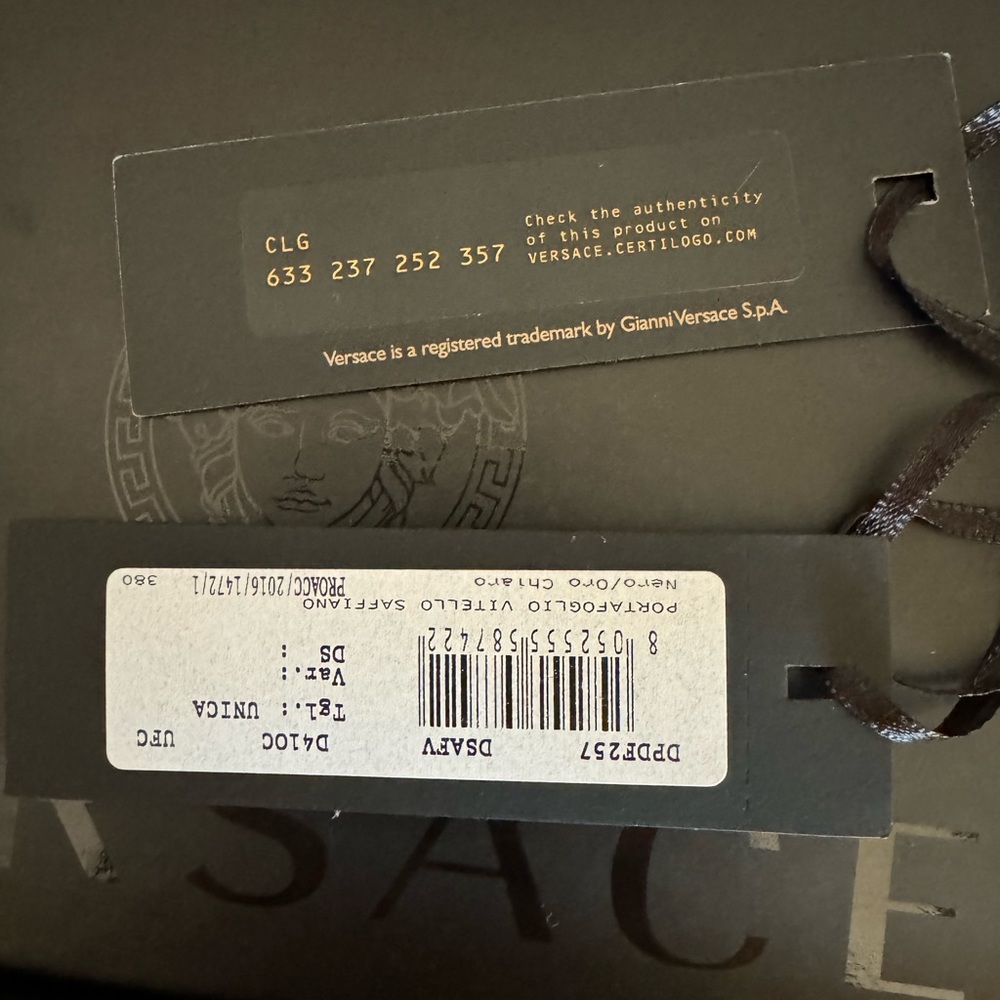 CLG
633 237 252 357
Check the authenticity
of this product on
VERSACE.CERTILOGO.COM
Versace is a registered trademark by Gianni Versace S.p.A.
DPDF257 DSAFV D41OC UFC
Tgl.: UNICA
Var.:
DS :
8 052555 587422
PORTAFOGLIO VITELLO SAFFIANO
Nero/Oro Chiaro
PROACC/2016/1472/1 380
SACE